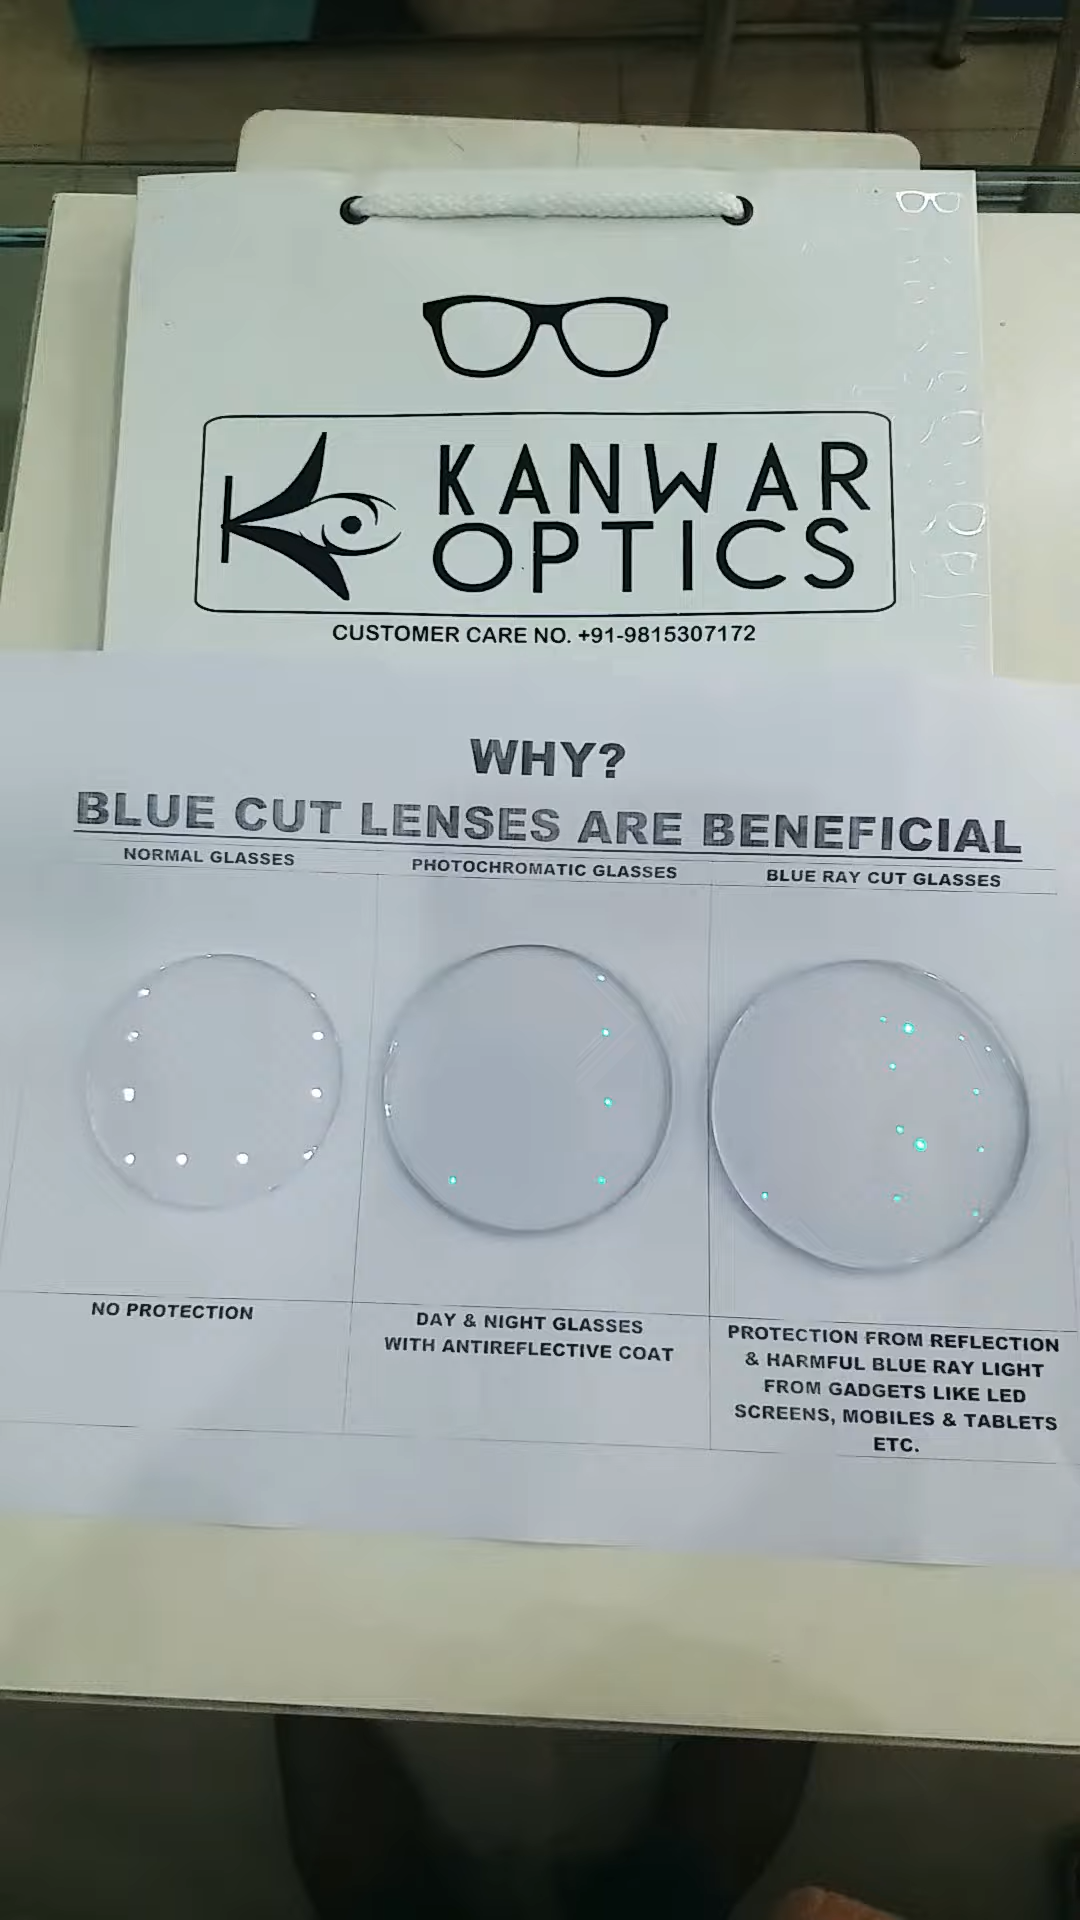 KANWAR
OPTICS
CUSTOMER CARE NO. +91-9815307172
WHY?
BLUE CUT LENSES ARE BENEFICIAL
NORMAL GLASSES
PHOTOCHROMATIC GLASSES
BLUE RAY CUT GLASSES
NO PROTECTION
DAY & NIGHT GLASSES
WITH ANTIREFLECTIVE COAT
PROTECTION FROM REFLECTION
& HARMFUL BLUE RAY LIGHT
FROM GADGETS LIKE LED
SCREENS, MOBILES & TABLETS
ETC.